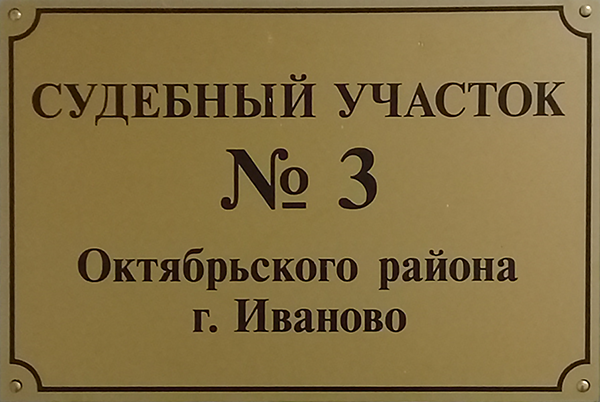 СУДЕБНЫЙ УЧАСТОК
№ 3
Октябрьского района
г. Иваново